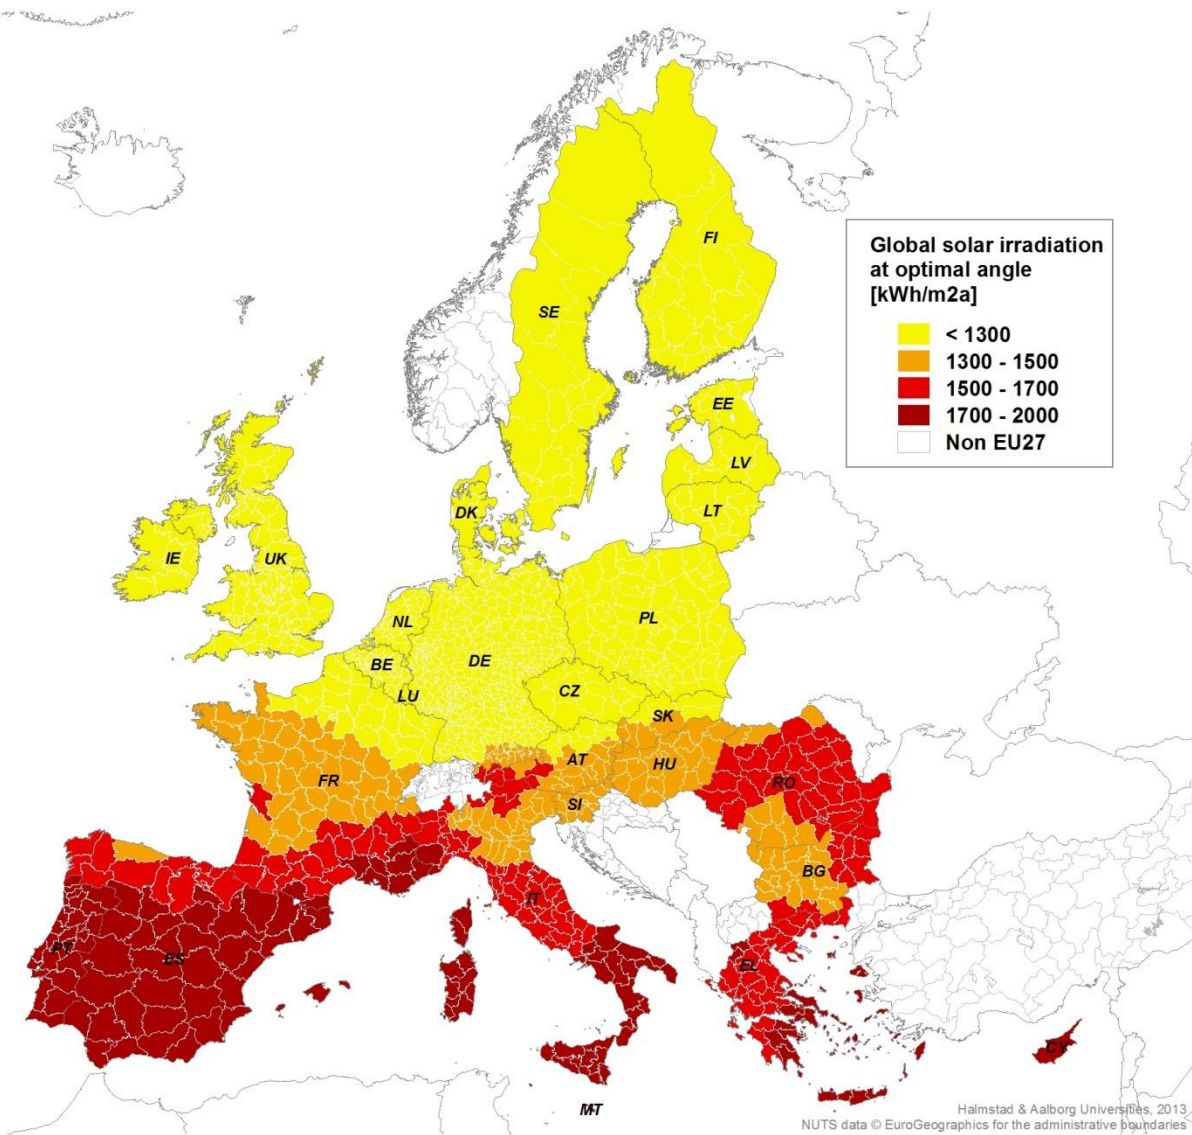 FI
Global solar irradiation
at optimal angle
[kWh/m2a]
< 1300
1300 - 1500
1500 - 1700
1700 - 2000
Non EU27
SE
EE
LV
LT
DK
IE
UK
NL
PL
BE
DE
LU
CZ
SK
FR
AT
HU
SI
RO
BG
IT
PT
ES
EL
CY
MT
Halmstad & Aalborg Universities, 2013
NUTS data © EuroGeographics for the administrative boundaries